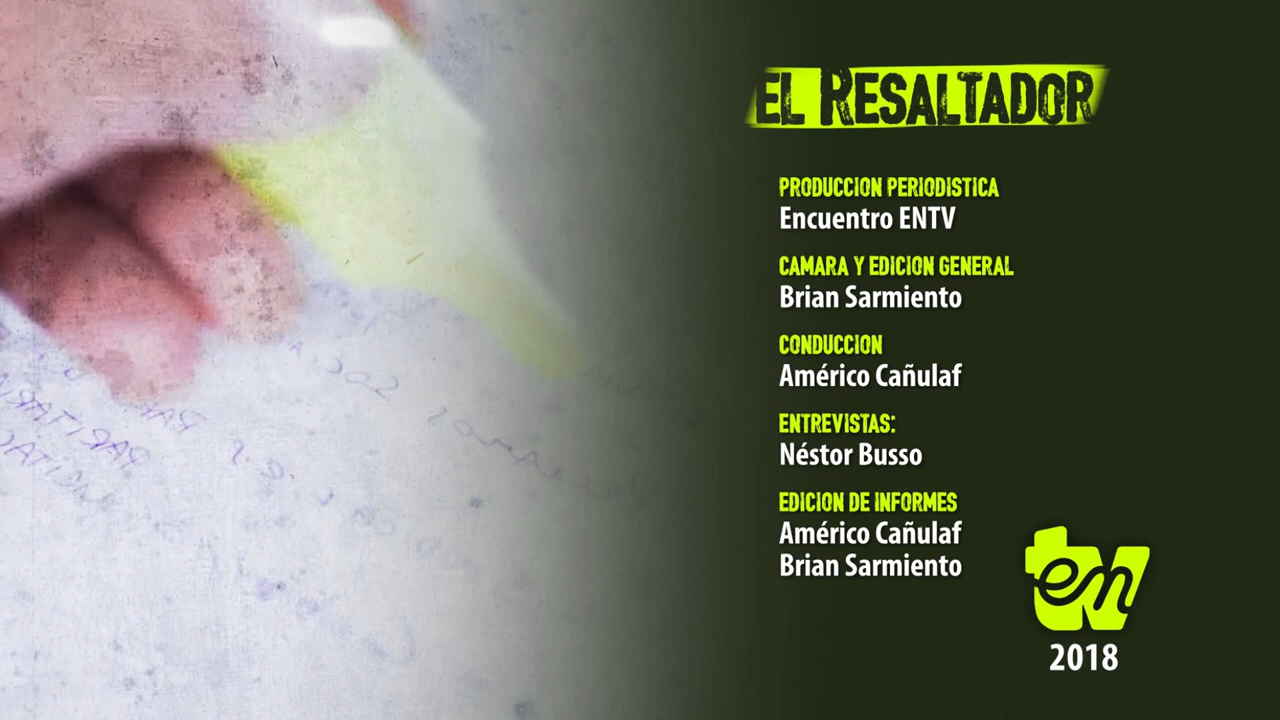 EL RESALTADOR
PRODUCCION PERIODISTICA
Encuentro ENTV
CAMARA Y EDICION GENERAL
Brian Sarmiento
CONDUCCION
Américo Cañulaf
ENTREVISTAS:
Néstor Busso
EDICION DE INFORMES
Américo Cañulaf
Brian Sarmiento
en tv
2018